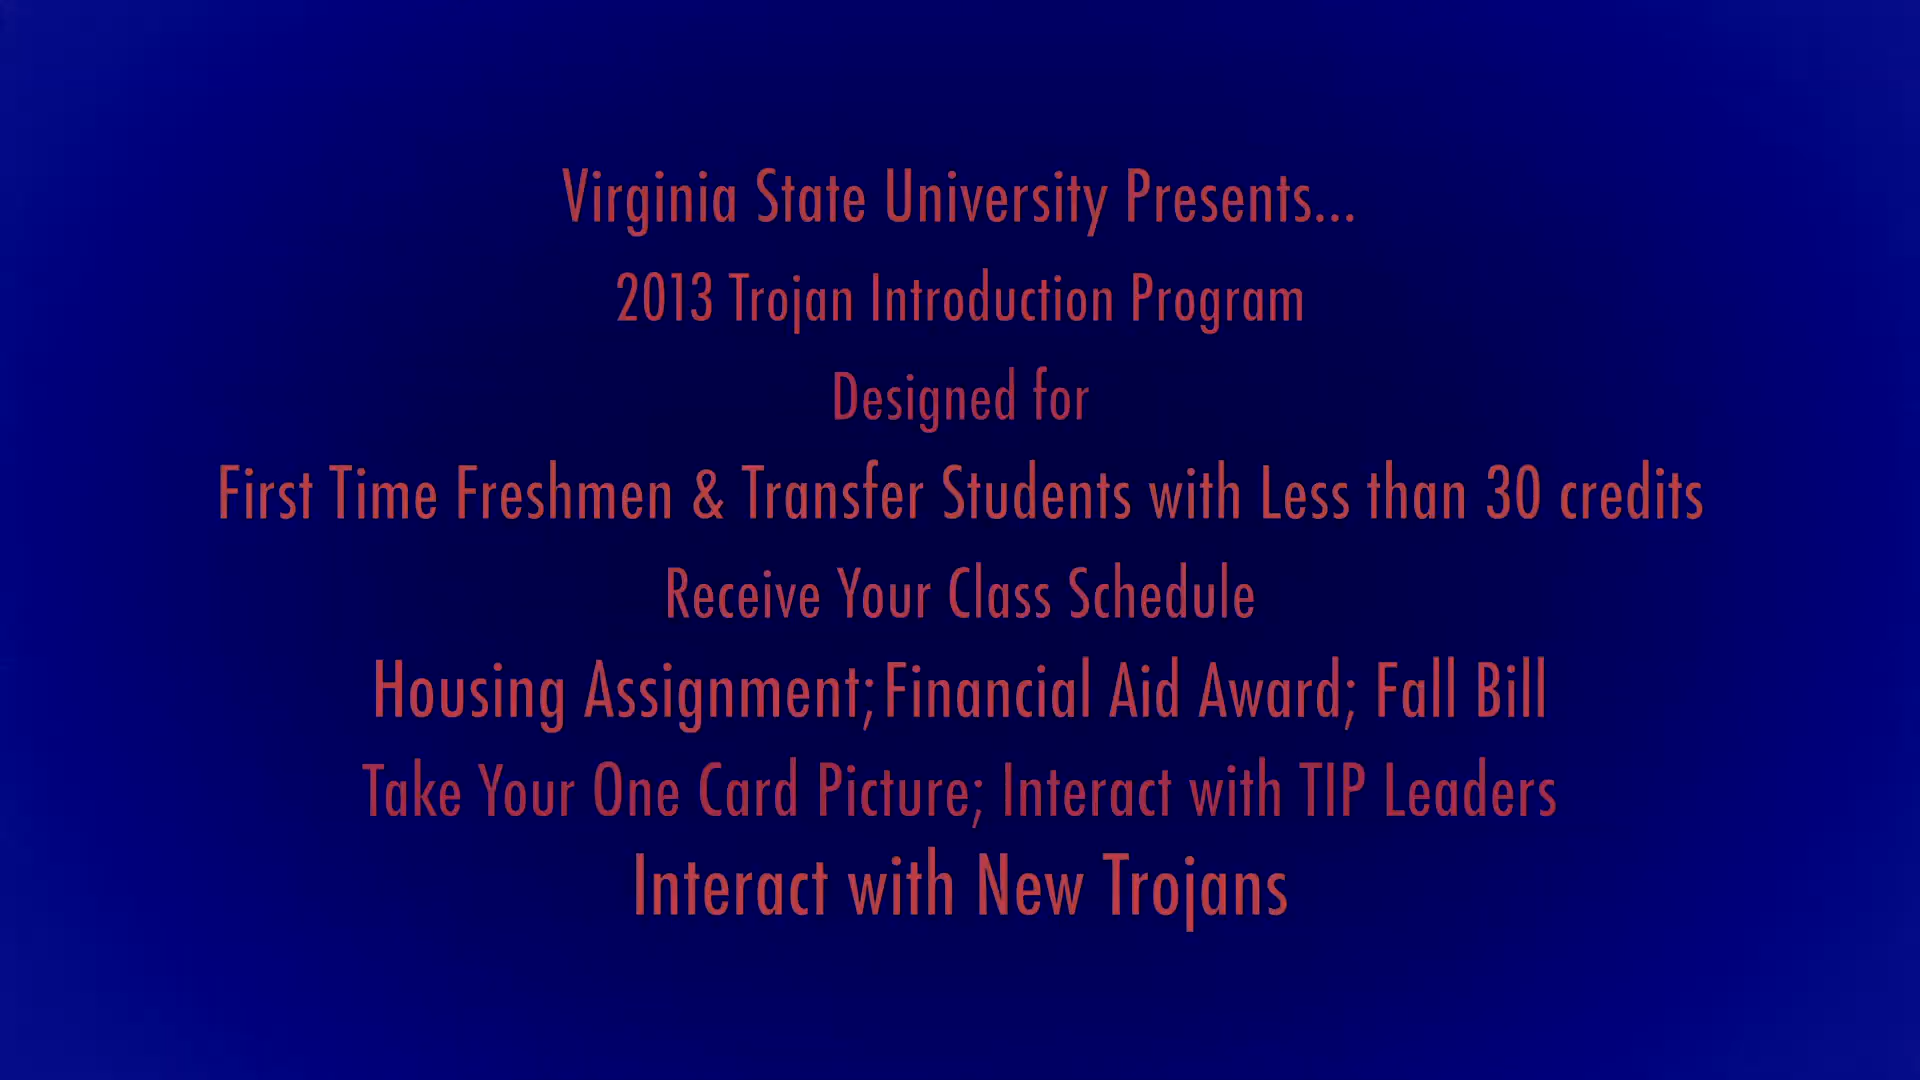 Virginia State University Presents...
2013 Trojan Introduction Program
Designed for
First Time Freshmen & Transfer Students with Less than 30 credits
Receive Your Class Schedule
Housing Assignment; Financial Aid Award; Fall Bill
Take Your One Card Picture; Interact with TIP Leaders
Interact with New Trojans